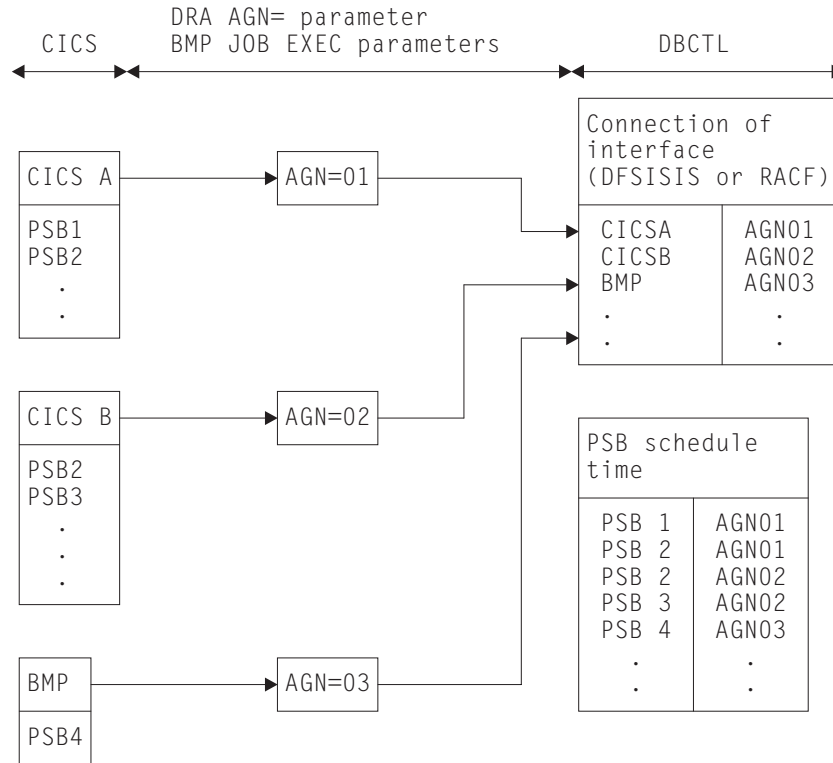 DRA AGN= parameter
CICS
BMP JOB EXEC parameters
DBCTL
Connection of
interface
(DFSISIS or RACF)
CICS A
AGN=01
PSB1
PSB2
.
.
CICSA AGN01
CICSB AGN02
BMP AGN03
. .
. .
CICS B
AGN=02
PSB2
PSB3
.
.
.
PSB schedule
time
PSB 1 AGN01
PSB 2 AGN01
PSB 2 AGN02
PSB 3 AGN02
PSB 4 AGN03
. .
. .
BMP
AGN=03
PSB4